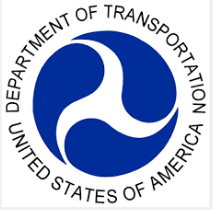 DEPARTMENT OF TRANSPORTATION
UNITED STATES OF AMERICA